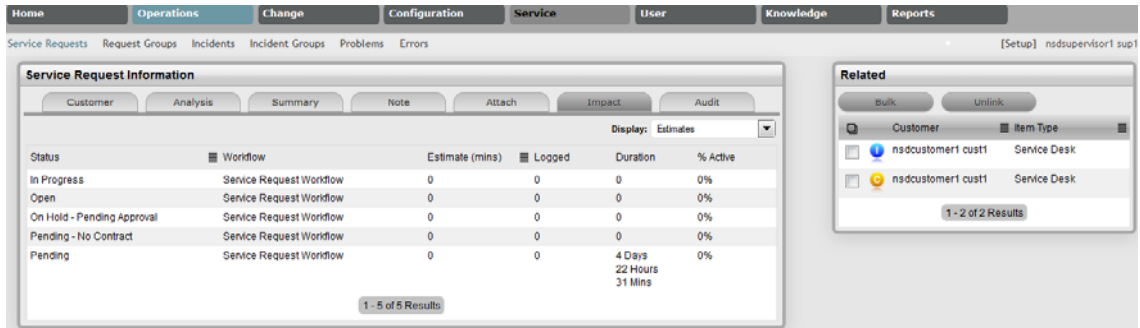 Home Operations Change Configuration Service User Knowledge Reports
Service Requests Request Groups Incidents Incident Groups Problems Errors [Setup] nsdsupervisor1 sup1
Service Request Information
Customer Analysis Summary Note Attach Impact Audit
Display: Estimates
Status Workflow Estimate (mins) Logged Duration % Active
In Progress Service Request Workflow 0 0 0 0%
Open Service Request Workflow 0 0 0 0%
On Hold - Pending Approval Service Request Workflow 0 0 0 0%
Pending - No Contract Service Request Workflow 0 0 0 0%
Pending Service Request Workflow 0 0 4 Days 0%
22 Hours
31 Mins
1 - 5 of 5 Results
Related
Bulk Unlink
Customer Item Type
I nsdcustomer1 cust1 Service Desk
C nsdcustomer1 cust1 Service Desk
1 - 2 of 2 Results